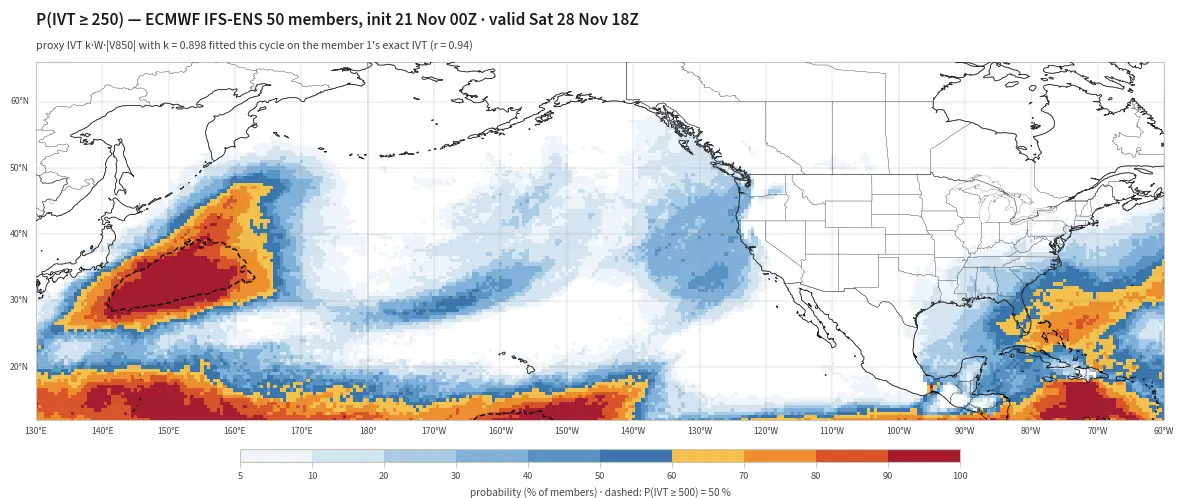 P(IVT ≥ 250) — ECMWF IFS-ENS 50 members, init 21 Nov 00Z · valid Sat 28 Nov 18Z
proxy IVT k·W·|V850| with k = 0.898 fitted this cycle on the member 1's exact IVT (r = 0.94)
60°N
50°N
40°N
30°N
20°N
130°E 140°E 150°E 160°E 170°E 180° 170°W 160°W 150°W 140°W 130°W 120°W 110°W 100°W 90°W 80°W 70°W 60°W
5 10 20 30 40 50 60 70 80 90 100
probability (% of members) · dashed: P(IVT ≥ 500) = 50 %